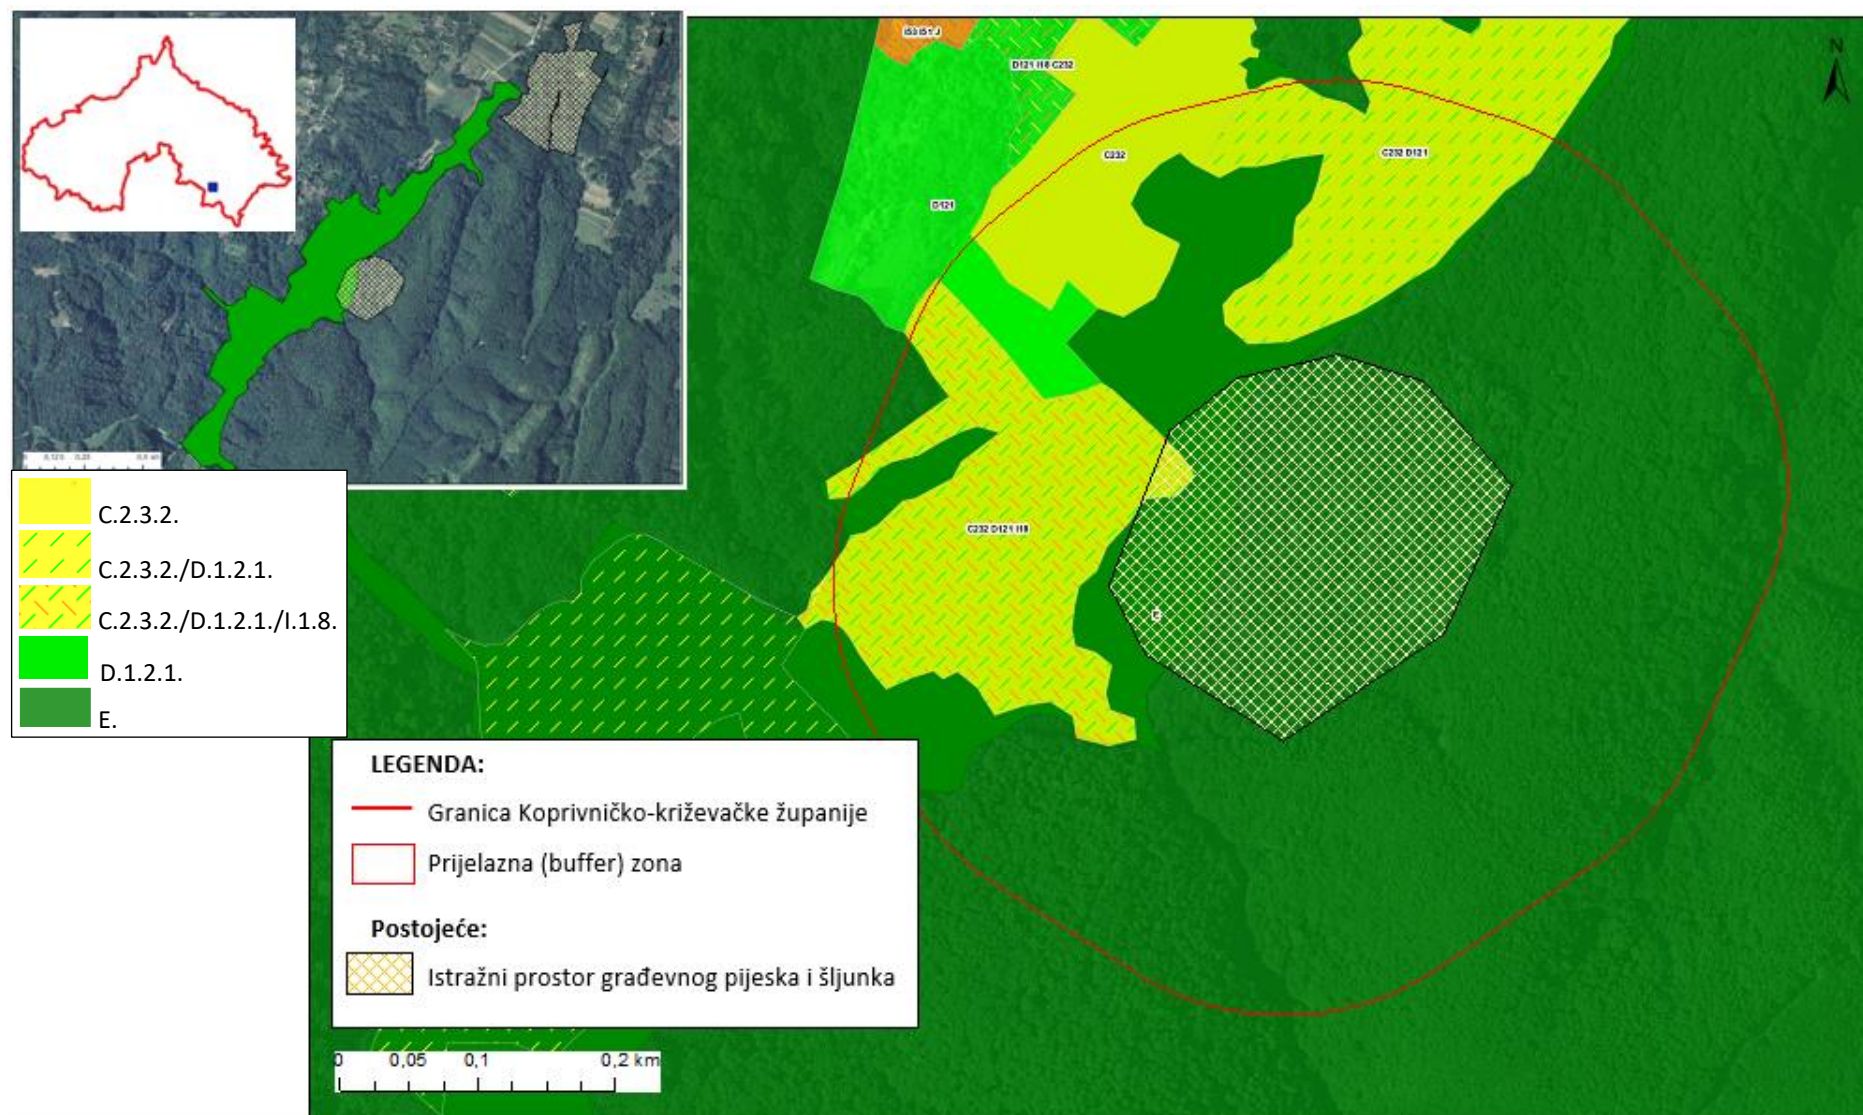 I53 I51 J
D121 I18 C232
N
C232
C232 D121
D121
C232 D121 I18
E
C.2.3.2.
C.2.3.2./D.1.2.1.
C.2.3.2./D.1.2.1./I.1.8.
D.1.2.1.
E.
LEGENDA:
Granica Koprivničko-križevačke županije
Prijelazna (buffer) zona
Postojeće:
Istražni prostor građevnog pijeska i šljunka
0 0,05 0,1 0,2 km